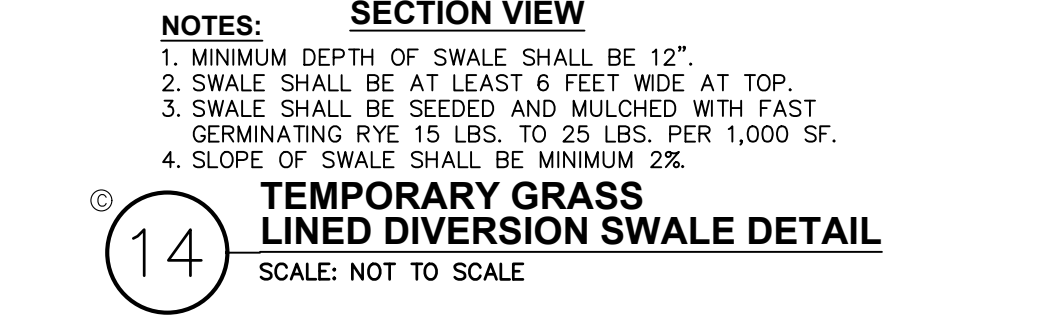 SECTION VIEW
NOTES:
1. MINIMUM DEPTH OF SWALE SHALL BE 12”.
2. SWALE SHALL BE AT LEAST 6 FEET WIDE AT TOP.
3. SWALE SHALL BE SEEDED AND MULCHED WITH FAST
GERMINATING RYE 15 LBS. TO 25 LBS. PER 1,000 SF.
4. SLOPE OF SWALE SHALL BE MINIMUM 2%.
©
14
TEMPORARY GRASS
LINED DIVERSION SWALE DETAIL
SCALE: NOT TO SCALE